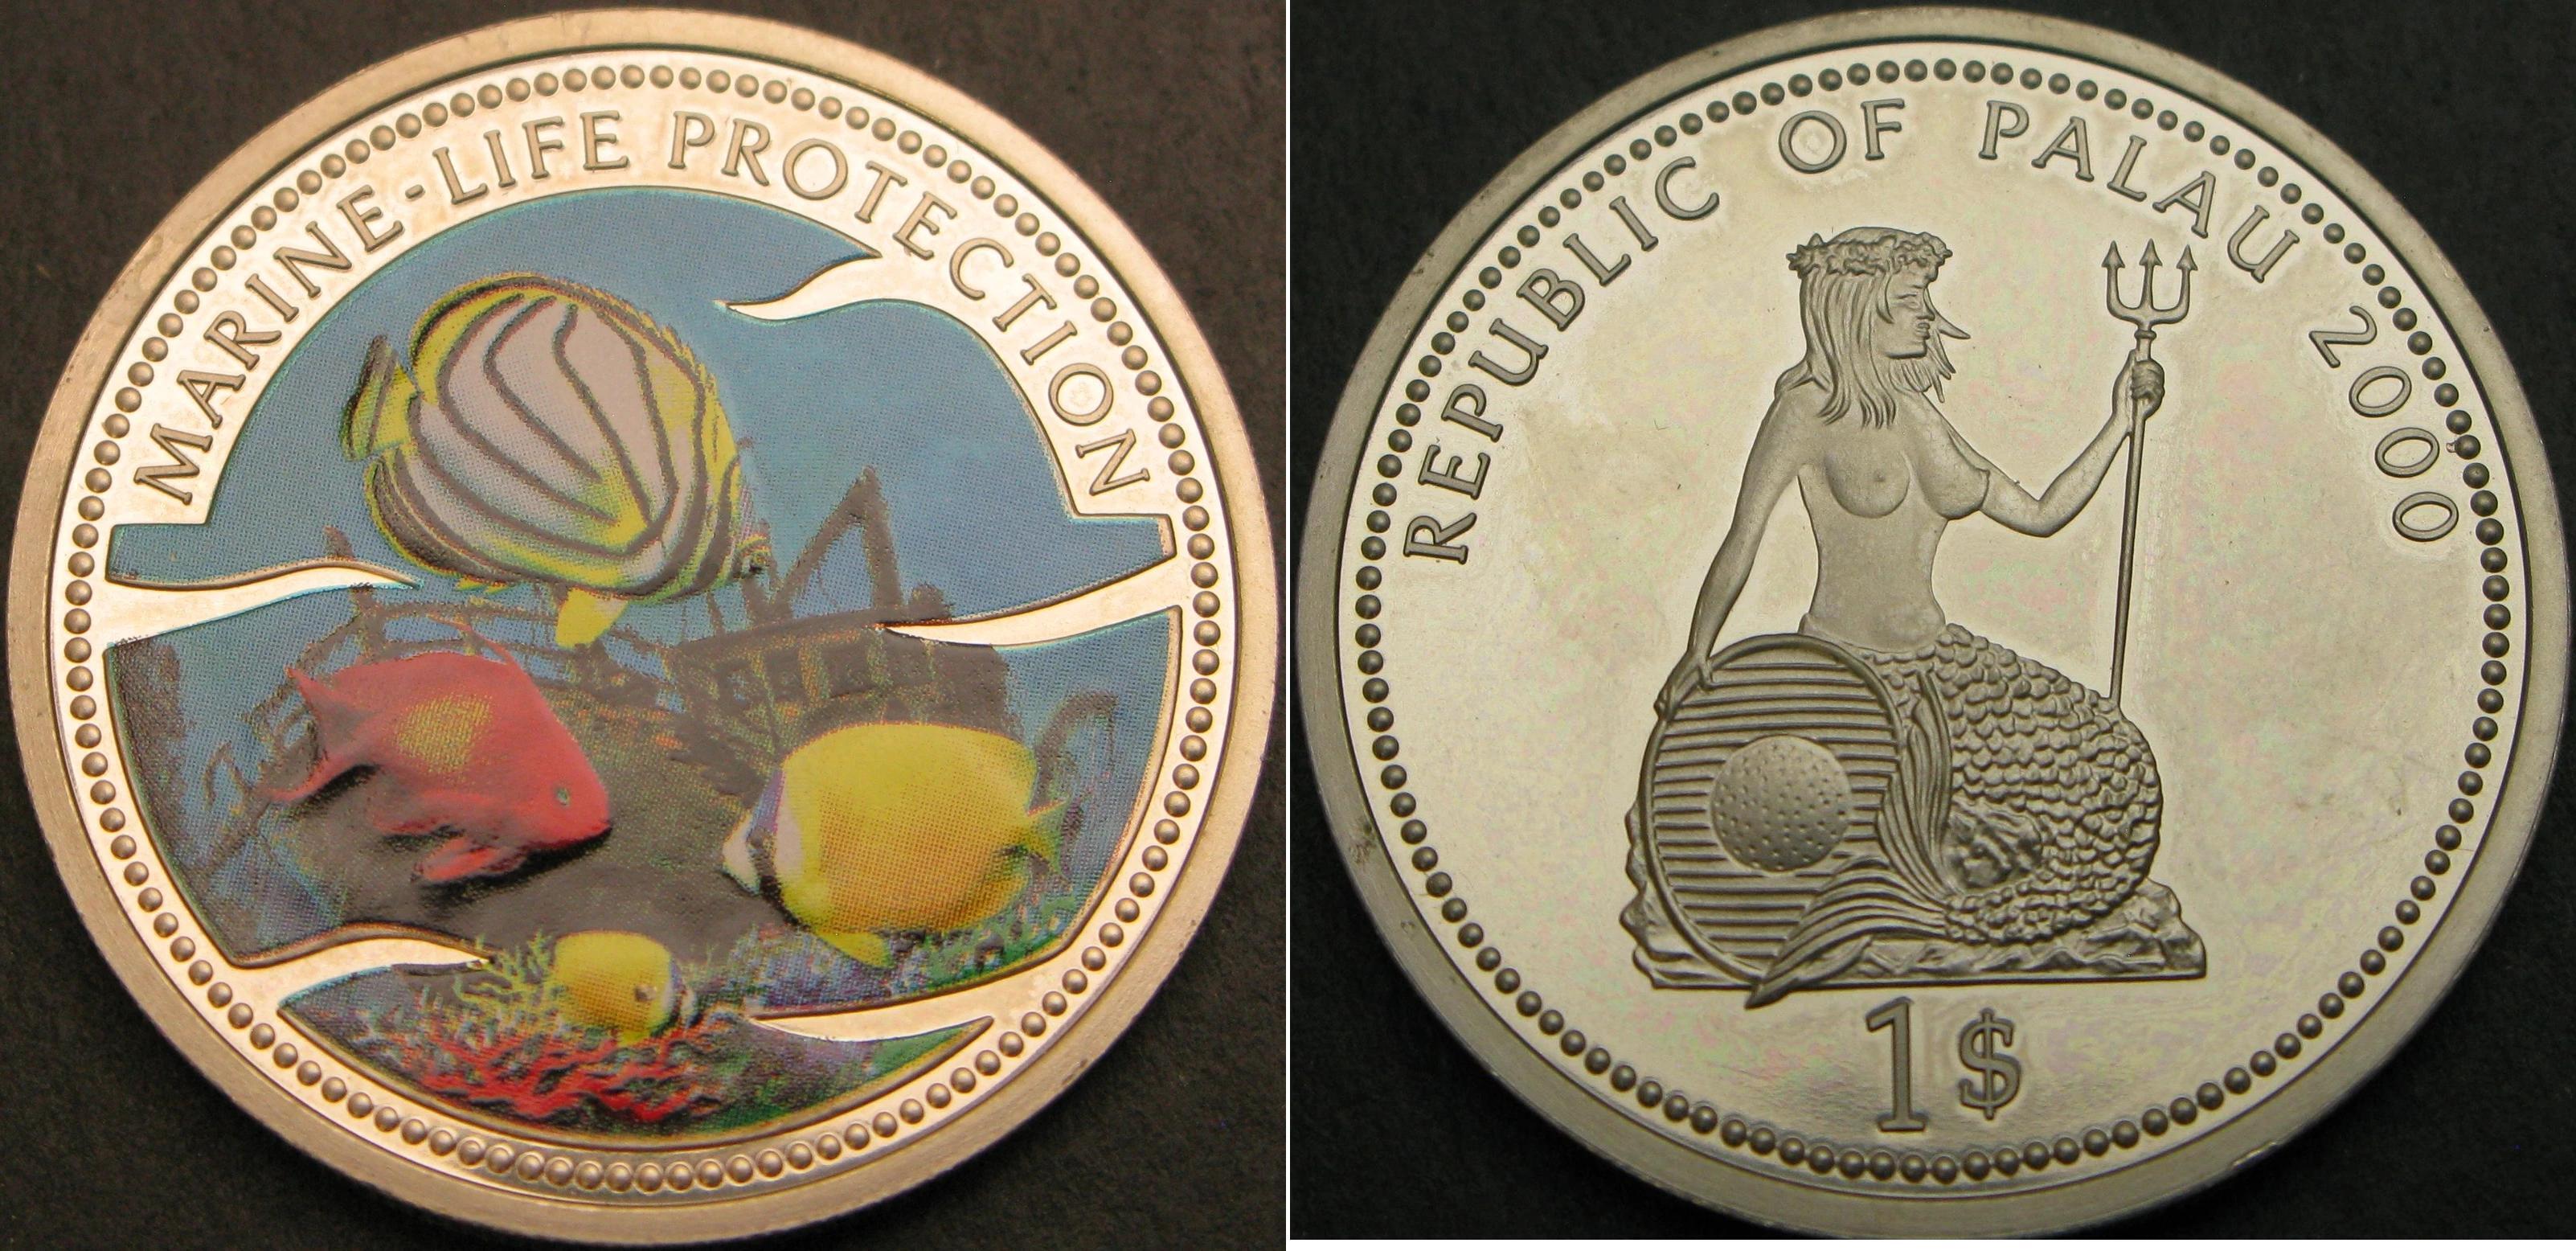 MARINE-LIFE PROTECTION
REPUBLIC OF PALAU 2000
1$